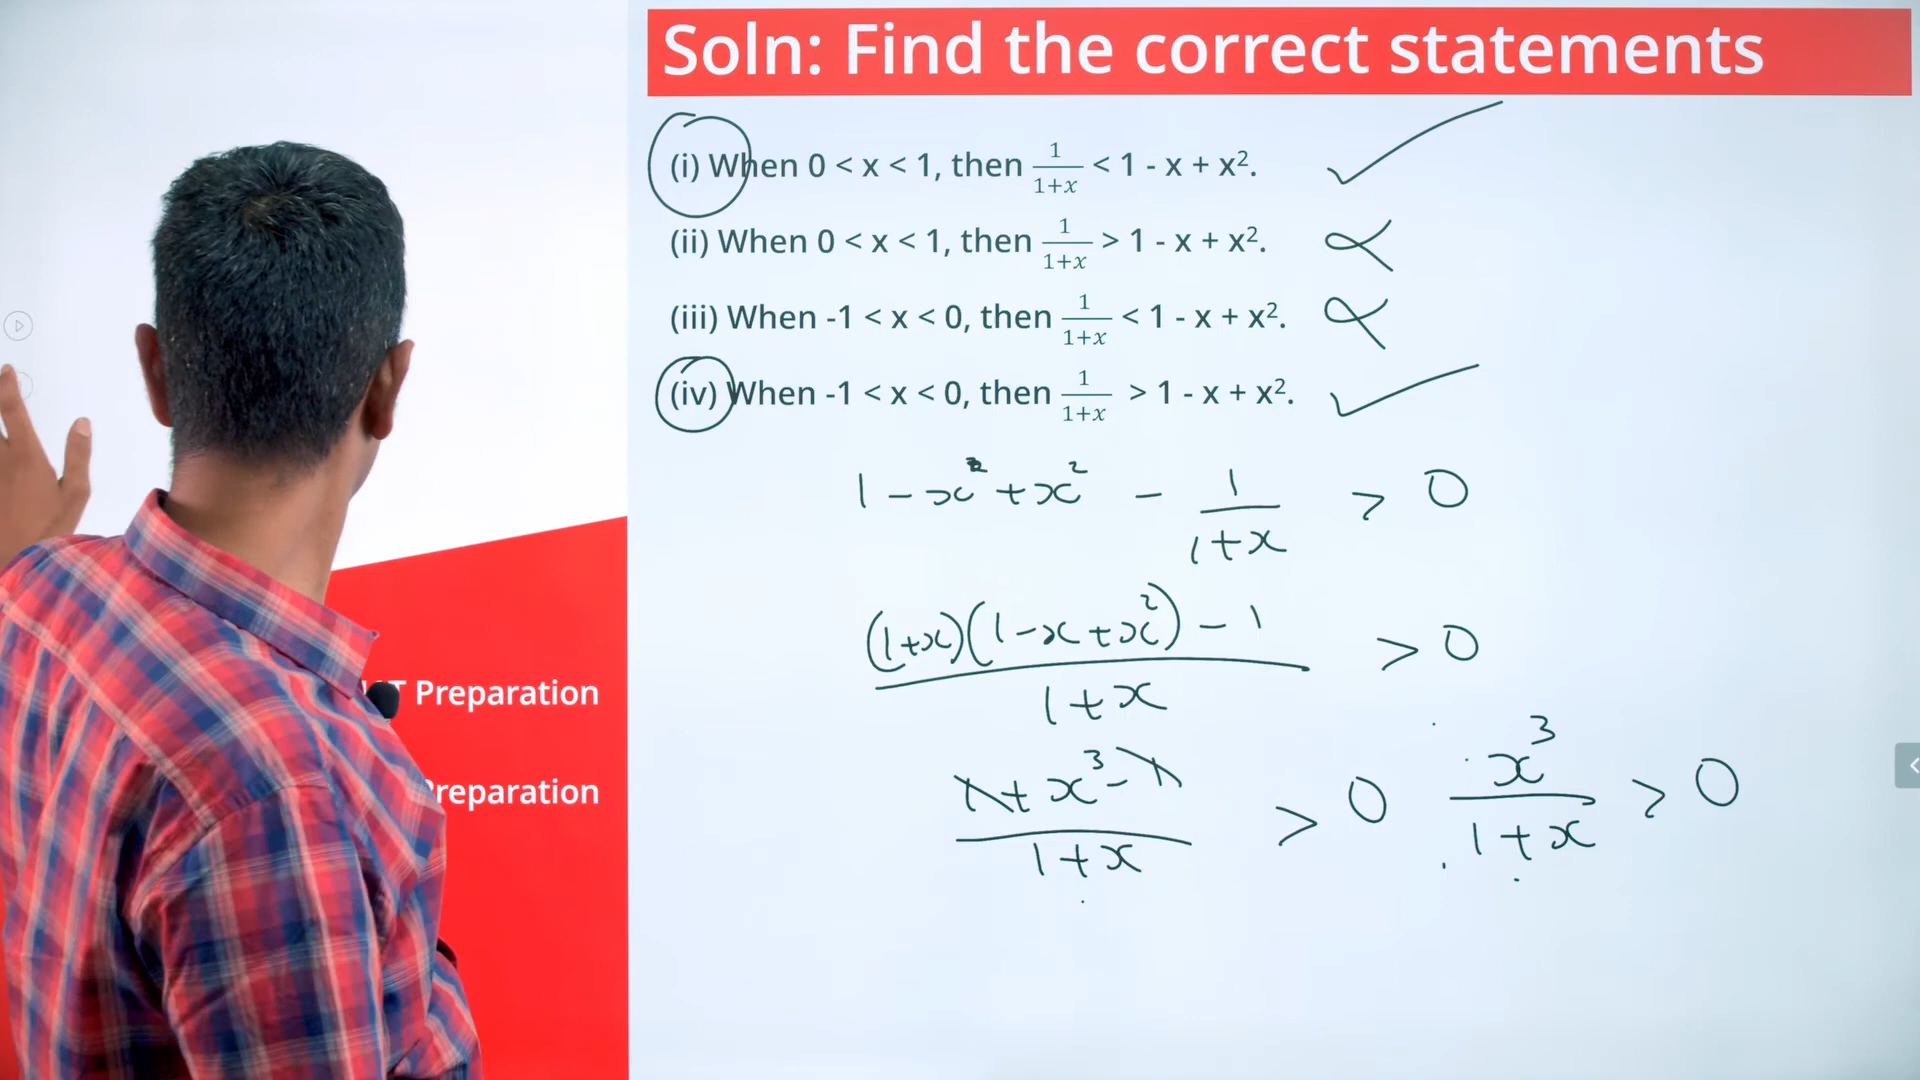 Soln: Find the correct statements
(i) When 0 < x < 1, then 1/(1+x) < 1 - x + x².
(ii) When 0 < x < 1, then 1/(1+x) > 1 - x + x².
(iii) When -1 < x < 0, then 1/(1+x) < 1 - x + x².
(iv) When -1 < x < 0, then 1/(1+x) > 1 - x + x².
1 - x + x² - 1/(1+x) > 0
((1+x)(1-x+x²) - 1)/(1+x) > 0
(1 + x³ - 1)/(1+x) > 0 x³/(1+x) > 0
Preparation
Preparation